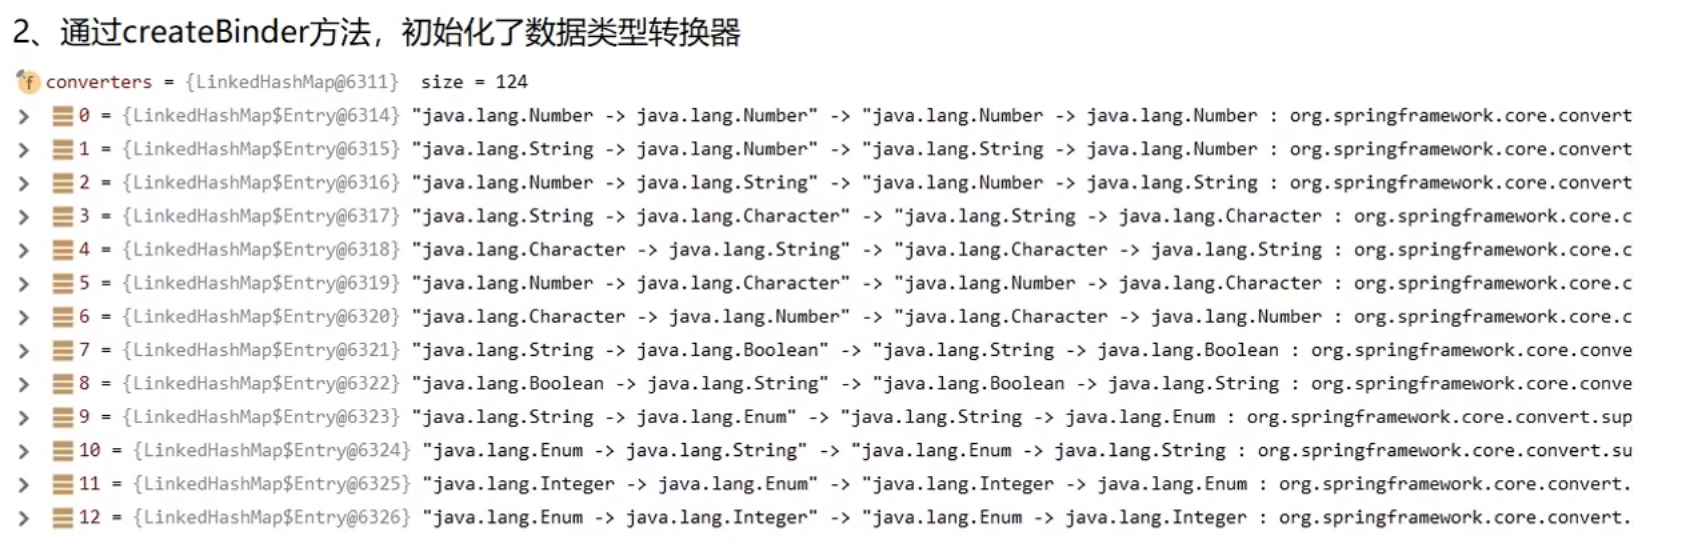 2、通过createBinder方法，初始化了数据类型转换器
f converters = {LinkedHashMap@6311} size = 124
0 = {LinkedHashMap$Entry@6314} "java.lang.Number -> java.lang.Number" -> "java.lang.Number -> java.lang.Number : org.springframework.core.convert
1 = {LinkedHashMap$Entry@6315} "java.lang.String -> java.lang.Number" -> "java.lang.String -> java.lang.Number : org.springframework.core.convert
2 = {LinkedHashMap$Entry@6316} "java.lang.Number -> java.lang.String" -> "java.lang.Number -> java.lang.String : org.springframework.core.convert
3 = {LinkedHashMap$Entry@6317} "java.lang.String -> java.lang.Character" -> "java.lang.String -> java.lang.Character : org.springframework.core.c
4 = {LinkedHashMap$Entry@6318} "java.lang.Character -> java.lang.String" -> "java.lang.Character -> java.lang.String : org.springframework.core.c
5 = {LinkedHashMap$Entry@6319} "java.lang.Number -> java.lang.Character" -> "java.lang.Number -> java.lang.Character : org.springframework.core.c
6 = {LinkedHashMap$Entry@6320} "java.lang.Character -> java.lang.Number" -> "java.lang.Character -> java.lang.Number : org.springframework.core.c
7 = {LinkedHashMap$Entry@6321} "java.lang.String -> java.lang.Boolean" -> "java.lang.String -> java.lang.Boolean : org.springframework.core.conve
8 = {LinkedHashMap$Entry@6322} "java.lang.Boolean -> java.lang.String" -> "java.lang.Boolean -> java.lang.String : org.springframework.core.conve
9 = {LinkedHashMap$Entry@6323} "java.lang.String -> java.lang.Enum" -> "java.lang.String -> java.lang.Enum : org.springframework.core.convert.sup
10 = {LinkedHashMap$Entry@6324} "java.lang.Enum -> java.lang.String" -> "java.lang.Enum -> java.lang.String : org.springframework.core.convert.su
11 = {LinkedHashMap$Entry@6325} "java.lang.Integer -> java.lang.Enum" -> "java.lang.Integer -> java.lang.Enum : org.springframework.core.convert.
12 = {LinkedHashMap$Entry@6326} "java.lang.Enum -> java.lang.Integer" -> "java.lang.Enum -> java.lang.Integer : org.springframework.core.convert.